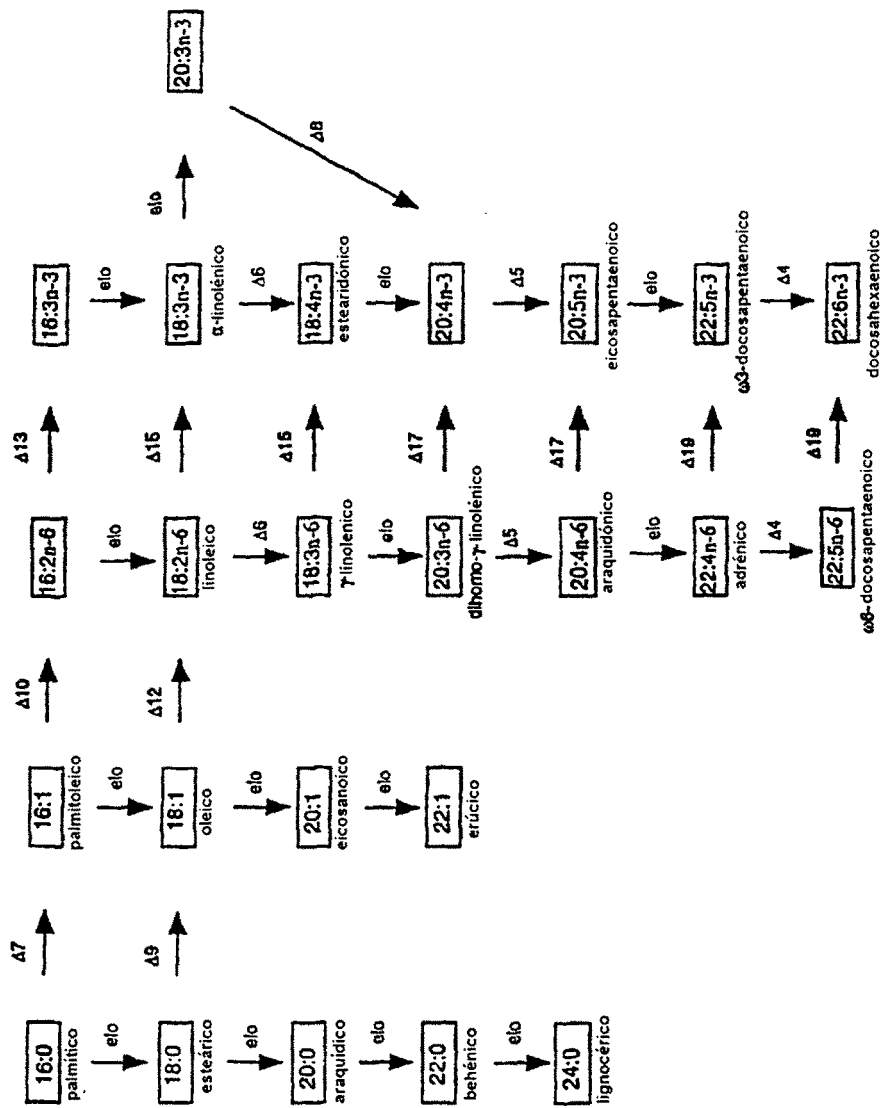 Δ7
Δ10
Δ13
16:0
16:1
16:2n-6
16:3n-3
palmítico
palmitoleico
elo
elo
elo
elo
Δ9
Δ12
Δ15
elo
18:0
18:1
18:2n-6
18:3n-3
20:3n-3
esteárico
oleico
linoleico
α-linolénico
elo
elo
Δ6
Δ6
Δ8
Δ15
20:0
20:1
18:3n-6
18:4n-3
araquídico
eicosanoico
γ-linolenico
estearidónico
elo
elo
elo
elo
Δ17
22:0
22:1
20:3n-6
20:4n-3
behénico
erúcico
dihomo-γ-linolénico
elo
Δ5
Δ5
Δ17
24:0
20:4n-6
20:5n-3
lignocérico
araquidónico
eicosapentaenoico
elo
elo
Δ19
22:4n-6
22:5n-3
adrénico
ω3-docosapentaenoico
Δ4
Δ4
Δ19
22:5n-6
22:6n-3
ω6-docosapentaenoico
docosahexaenoico